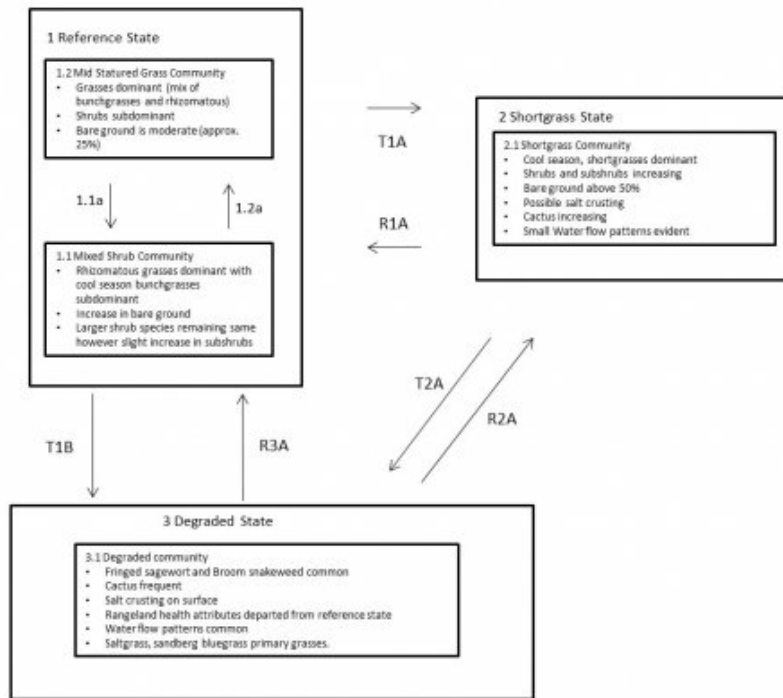 1 Reference State
1.2 Mid Statured Grass Community
• Grasses dominant (mix of
bunchgrasses and rhizomatous)
• Shrubs subdominant
• Bare ground is moderate (approx.
25%)
1.1a
1.2a
1.1 Mixed Shrub Community
• Rhizomatous grasses dominant with
cool season bunchgrasses
subdominant
• Increase in bare ground
• Larger shrub species remaining same
however slight increase in subshrubs
T1A
R1A
2 Shortgrass State
2.1 Shortgrass Community
• Cool season, shortgrasses dominant
• Shrubs and subshrubs increasing
• Bare ground above 50%
• Possible salt crusting
• Cactus increasing
• Small Water flow patterns evident
T2A
R2A
T1B
R3A
3 Degraded State
3.1 Degraded community
• Fringed sagewort and Broom snakeweed common
• Cactus frequent
• Salt crusting on surface
• Rangeland health attributes departed from reference state
• Water flow patterns common
• Saltgrass, sandberg bluegrass primary grasses.